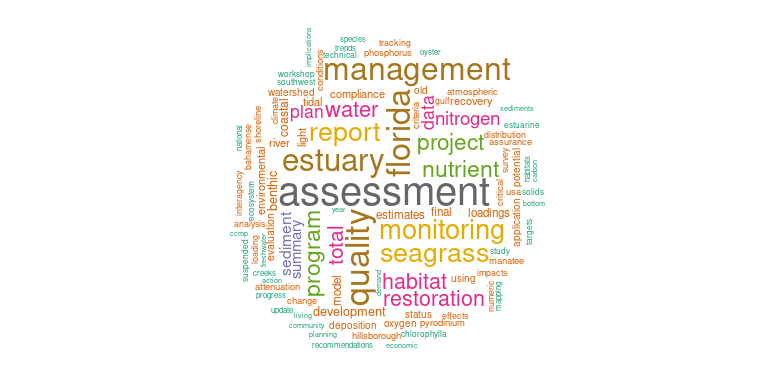 species
implications
trends
technical
tracking
phosphorus
oyster
workshop
southwest
conditions
management
watershed
compliance
old
atmospheric
climate
tidal
coastal
plan
water
florida
criteria
data
gulf
recovery
sediments
nitrogen
estuarine
national
bahamense
shoreline
river
light
report
project
distribution
assurance
estuary
nutrient
survey
potential
habitats
carbon
interagency
ecosystem
environmental
benthic
assessment
critical
usa
solids
bottom
year
estimates
final
loadings
application
targets
analysis
ccmp
evaluation
sediment
summary
program
total
quality
monitoring
seagrass
study
manatee
suspended
loading
freshwater
creeks
action
attenuation
progress
model
demand
habitat
using
impacts
numeric
mapping
change
restoration
update
living
development
status
effects
community
deposition
oxygen
pyrodinium
planning
hillsborough
chlorophylla
recommendations
economic